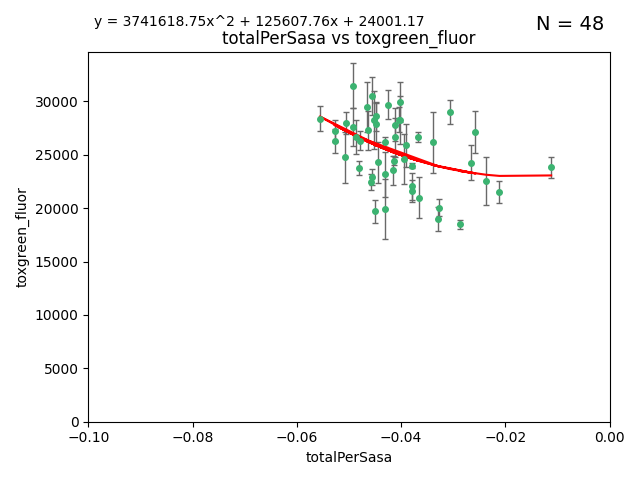 y = 3741618.75x^2 + 125607.76x + 24001.17
N = 48
totalPerSasa vs toxgreen_fluor
30000
25000
20000
15000
10000
5000
0
toxgreen_fluor
−0.10 −0.08 −0.06 −0.04 −0.02 0.00
totalPerSasa